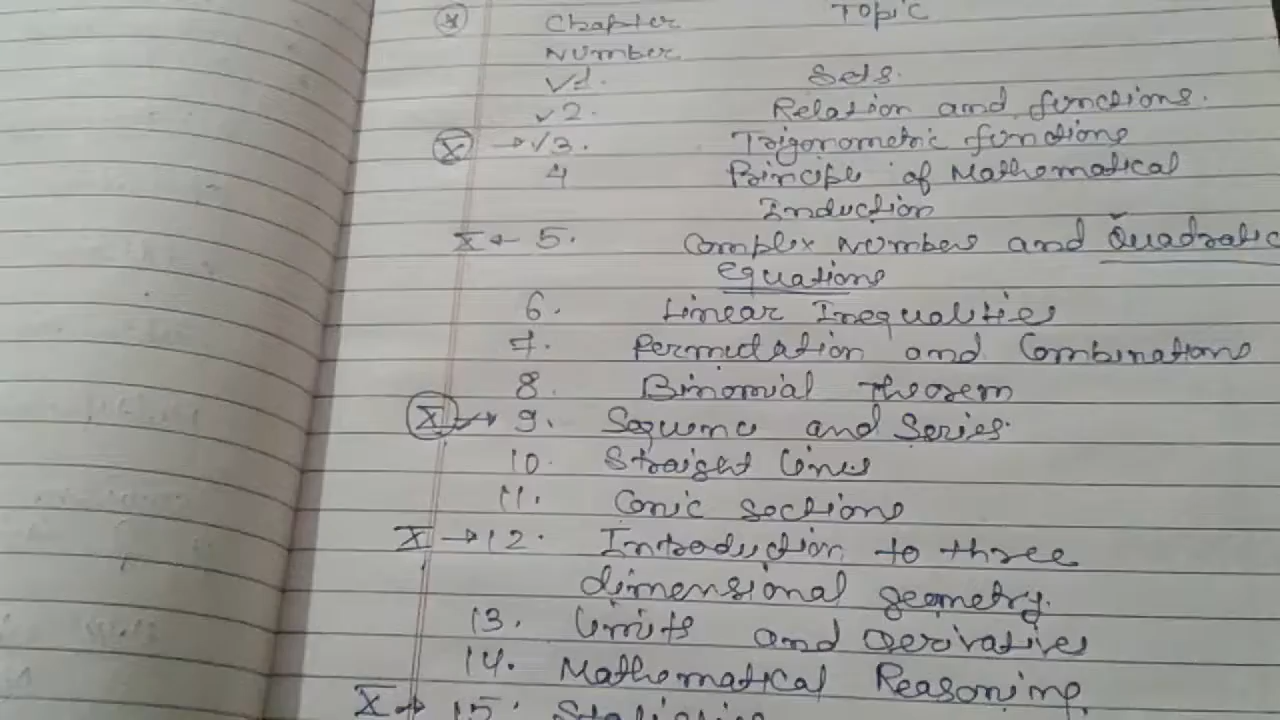 Chapter Topic
Number
✓1. Sets.
✓2. Relation and functions.
X → ✓3. Trigonometric functions
4 Principle of Mathematical
Induction
X ← 5. Complex Number and Quadratic
equations
6. Linear Inequalities
7. Permutation and Combinations
8. Binomial Theorem
X → 9. Sequence and Series.
10. Straight Lines
11. Conic sections
X → 12. Introduction to three
dimensional geometry.
13. Limits and Derivatives
14. Mathematical Reasoning
X → 15.